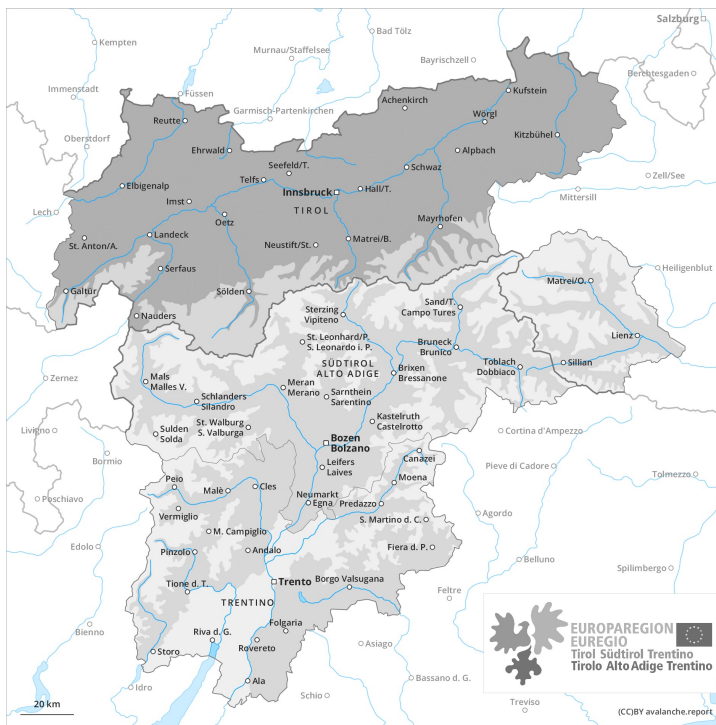 Salzburg
Kempten
Bad Tölz
Murnau/Staffelsee
Bayrischzell
Berchtesgaden
Immenstadt
Füssen
Achenkirch
Kufstein
Garmisch-Partenkirchen
Reutte
Wörgl
Oberstdorf
Kitzbühel
Ehrwald
Alpbach
Seefeld/T.
Schwaz
Zell/See
Telfs
Elbigenalp
Innsbruck
Hall/T.
Mittersill
Imst
TIROL
Lech
Oetz
Mayrhofen
Landeck
St. Anton/A.
Neustift/St.
Matrei/B.
Serfaus
Heiligenblut
Matrei/O.
Galtür
Sölden
Sand/T.
Campo Tures
Nauders
Sterzing
Vipiteno
Lienz
St. Leonhard/P.
S. Leonardo i. P.
Bruneck
Brunico
Toblach
Dobbiaco
Sillian
SÜDTIROL
ALTO ADIGE
Brixen
Bressanone
Zernez
Mals
Malles V.
Meran
Merano
Sarnthein
Sarentino
Schlanders
Silandro
St. Walburg
S. Valburga
Kastelruth
Castelrotto
Livigno
Sulden
Solda
Cortina d'Ampezzo
Bozen
Bolzano
Bormio
Canazei
Pieve di Cadore
Leifers
Laives
Tolmezzo
Peio
Moena
Poschiavo
Malè
Cles
Neumarkt
Egna
Predazzo
Vermiglio
Agordo
S. Martino d. C.
M. Campiglio
Edolo
Pinzolo
Andalo
Fiera d. P.
Belluno
Spilimbergo
Trento
Borgo Valsugana
Tione d. T.
Feltre
TRENTINO
Bienno
Riva d. G.
Folgaria
EUROPAREGION
EUREGIO
Tirol Südtirol Trentino
Tirolo Alto Adige Trentino
Storo
Rovereto
Asiago
Idro
Ala
Bassano d. G.
Schio
Treviso
20 km
(CC)BY avalanche.report